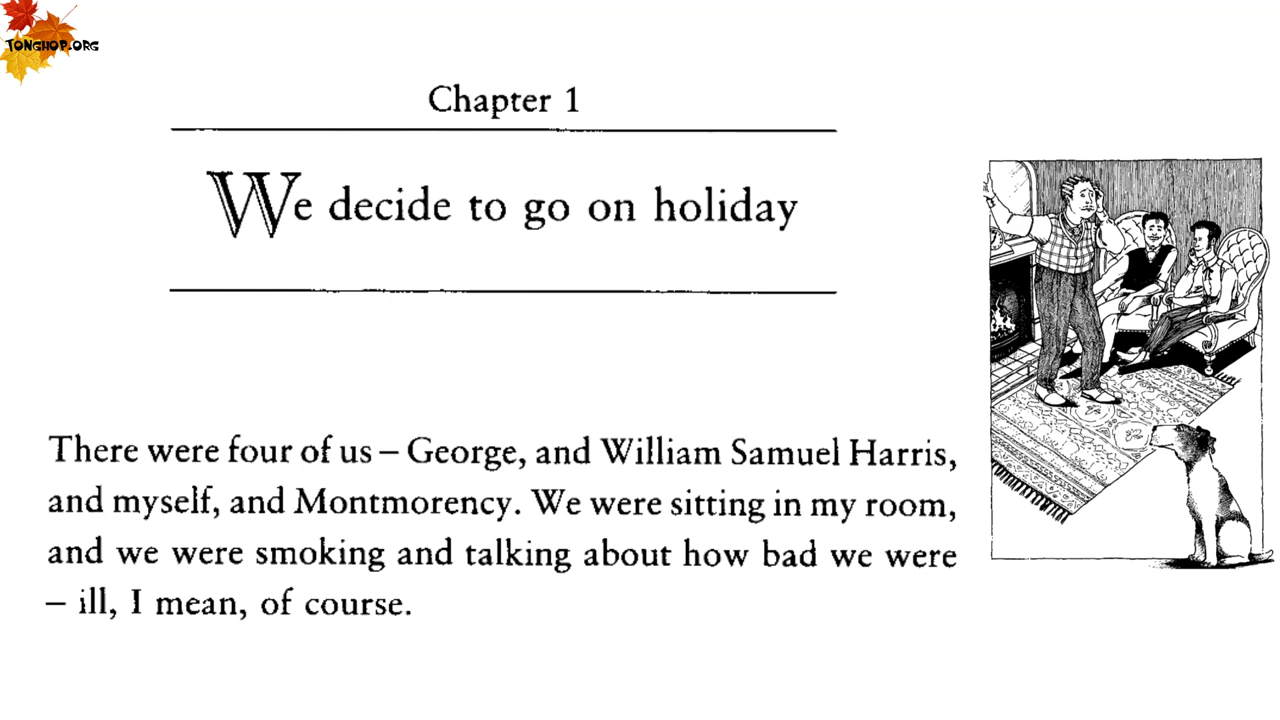 TONGHOP.ORG
Chapter 1
We decide to go on holiday
There were four of us – George, and William Samuel Harris,
and myself, and Montmorency. We were sitting in my room,
and we were smoking and talking about how bad we were
– ill, I mean, of course.